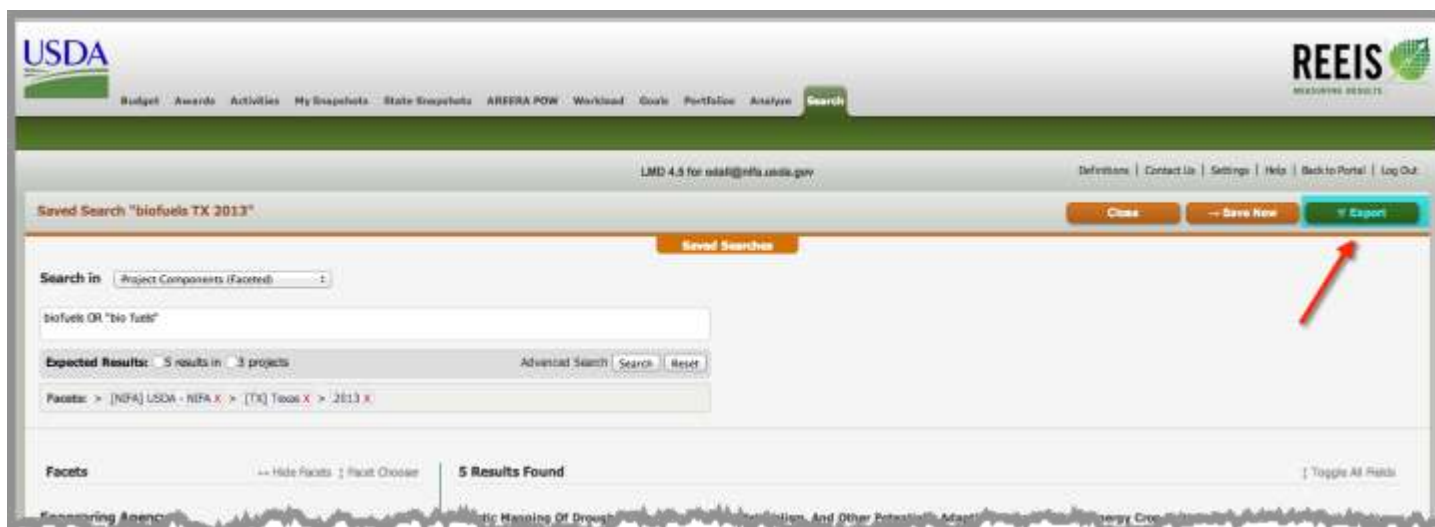 USDA
REEIS
MEASURING RESULTS
Budget Awards Activities My Snapshots State Snapshots AREERA POW Workload Goals Portfolios Analyze Search
LMD 4.5 for
Definitions | Contact Us | Settings | Help | Back to Portal | Log Out
Saved Search "biofuels TX 2013"
Close → Save New Export
Saved Searches
Search in Project Components (Faceted)
biofuels OR "bio fuels"
Expected Results: 5 results in 3 projects Advanced Search Search Reset
Facets: > [NIFA] USDA - NIFA X > [TX] Texas X > 2013 X
Facets Hide Facets Facet Chooser 5 Results Found Toggle All Fields
And Other